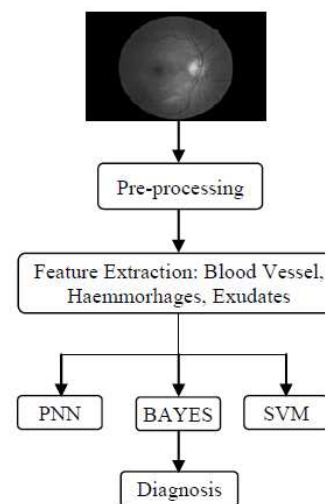 Pre-processing
Feature Extraction: Blood Vessel,
Haemmorhages, Exudates
PNN
BAYES
SVM
Diagnosis